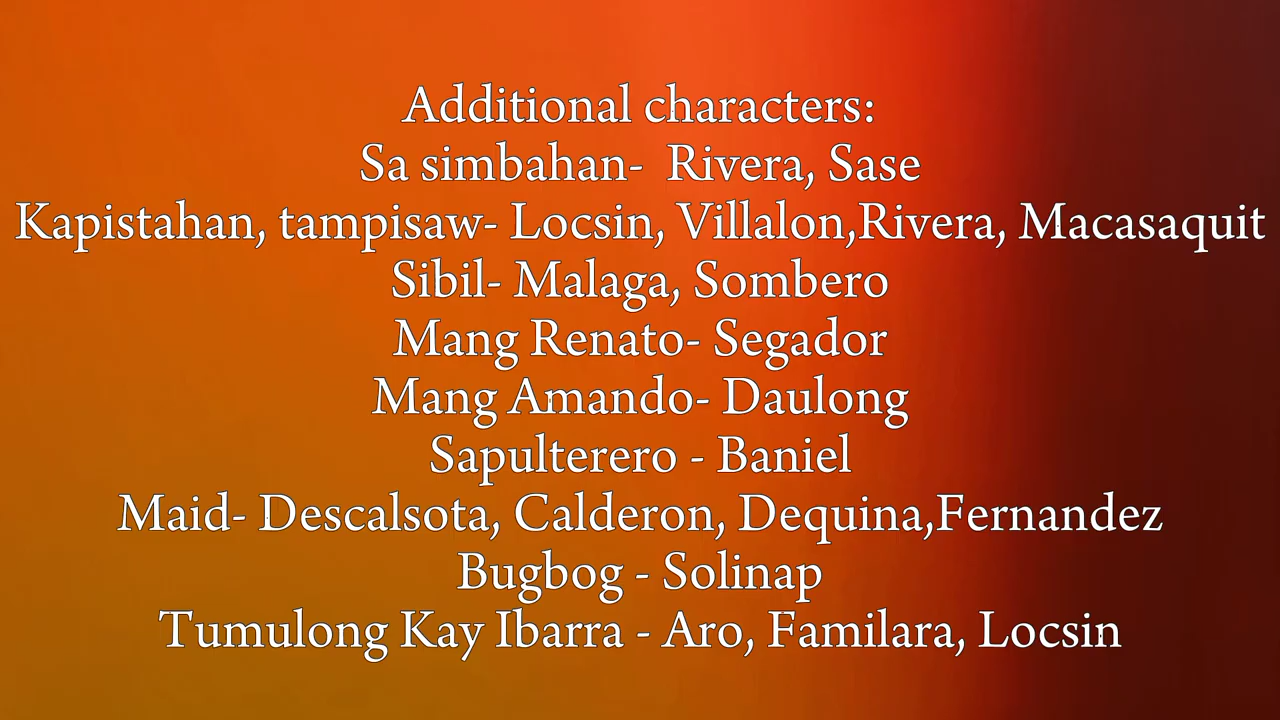 Additional characters:
Sa simbahan-  Rivera, Sase
Kapistahan, tampisaw- Locsin, Villalon,Rivera, Macasaquit
Sibil- Malaga, Sombero
Mang Renato- Segador
Mang Amando- Daulong
Sapulterero - Baniel
Maid- Descalsota, Calderon, Dequina,Fernandez
Bugbog - Solinap
Tumulong Kay Ibarra - Aro, Familara, Locsin